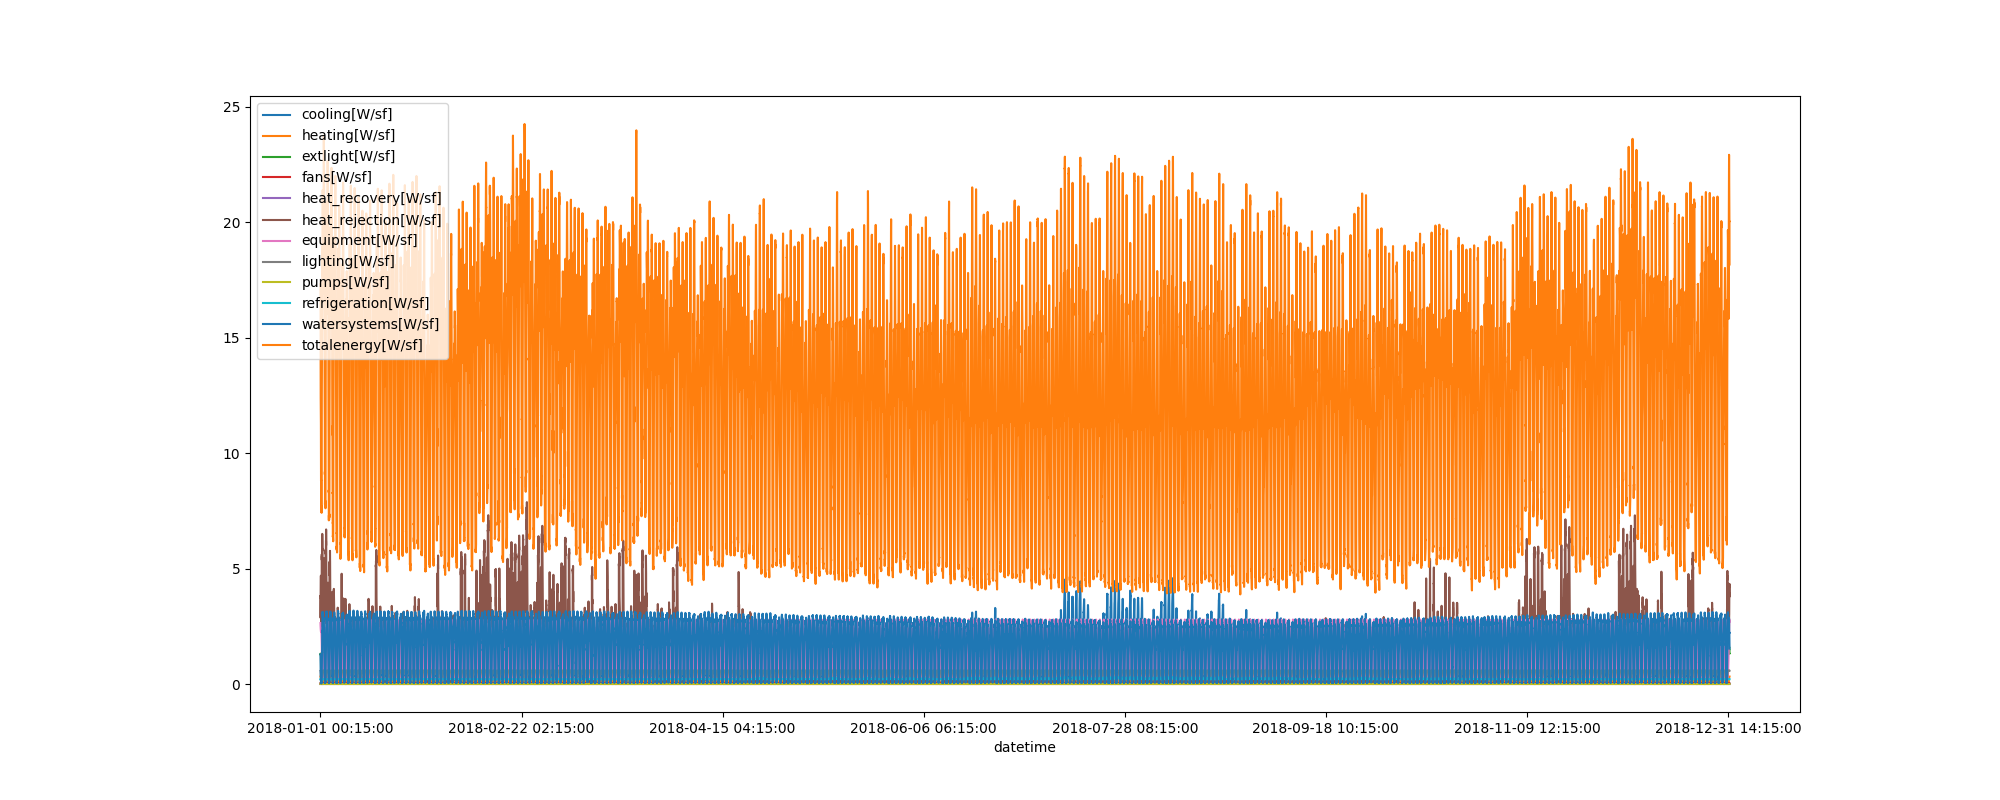 25
20
15
10
5
0
cooling[W/sf]
heating[W/sf]
extlight[W/sf]
fans[W/sf]
heat_recovery[W/sf]
heat_rejection[W/sf]
equipment[W/sf]
lighting[W/sf]
pumps[W/sf]
refrigeration[W/sf]
watersystems[W/sf]
totalenergy[W/sf]
2018-01-01 00:15:00 2018-02-22 02:15:00 2018-04-15 04:15:00 2018-06-06 06:15:00 2018-07-28 08:15:00 2018-09-18 10:15:00 2018-11-09 12:15:00 2018-12-31 14:15:00
datetime